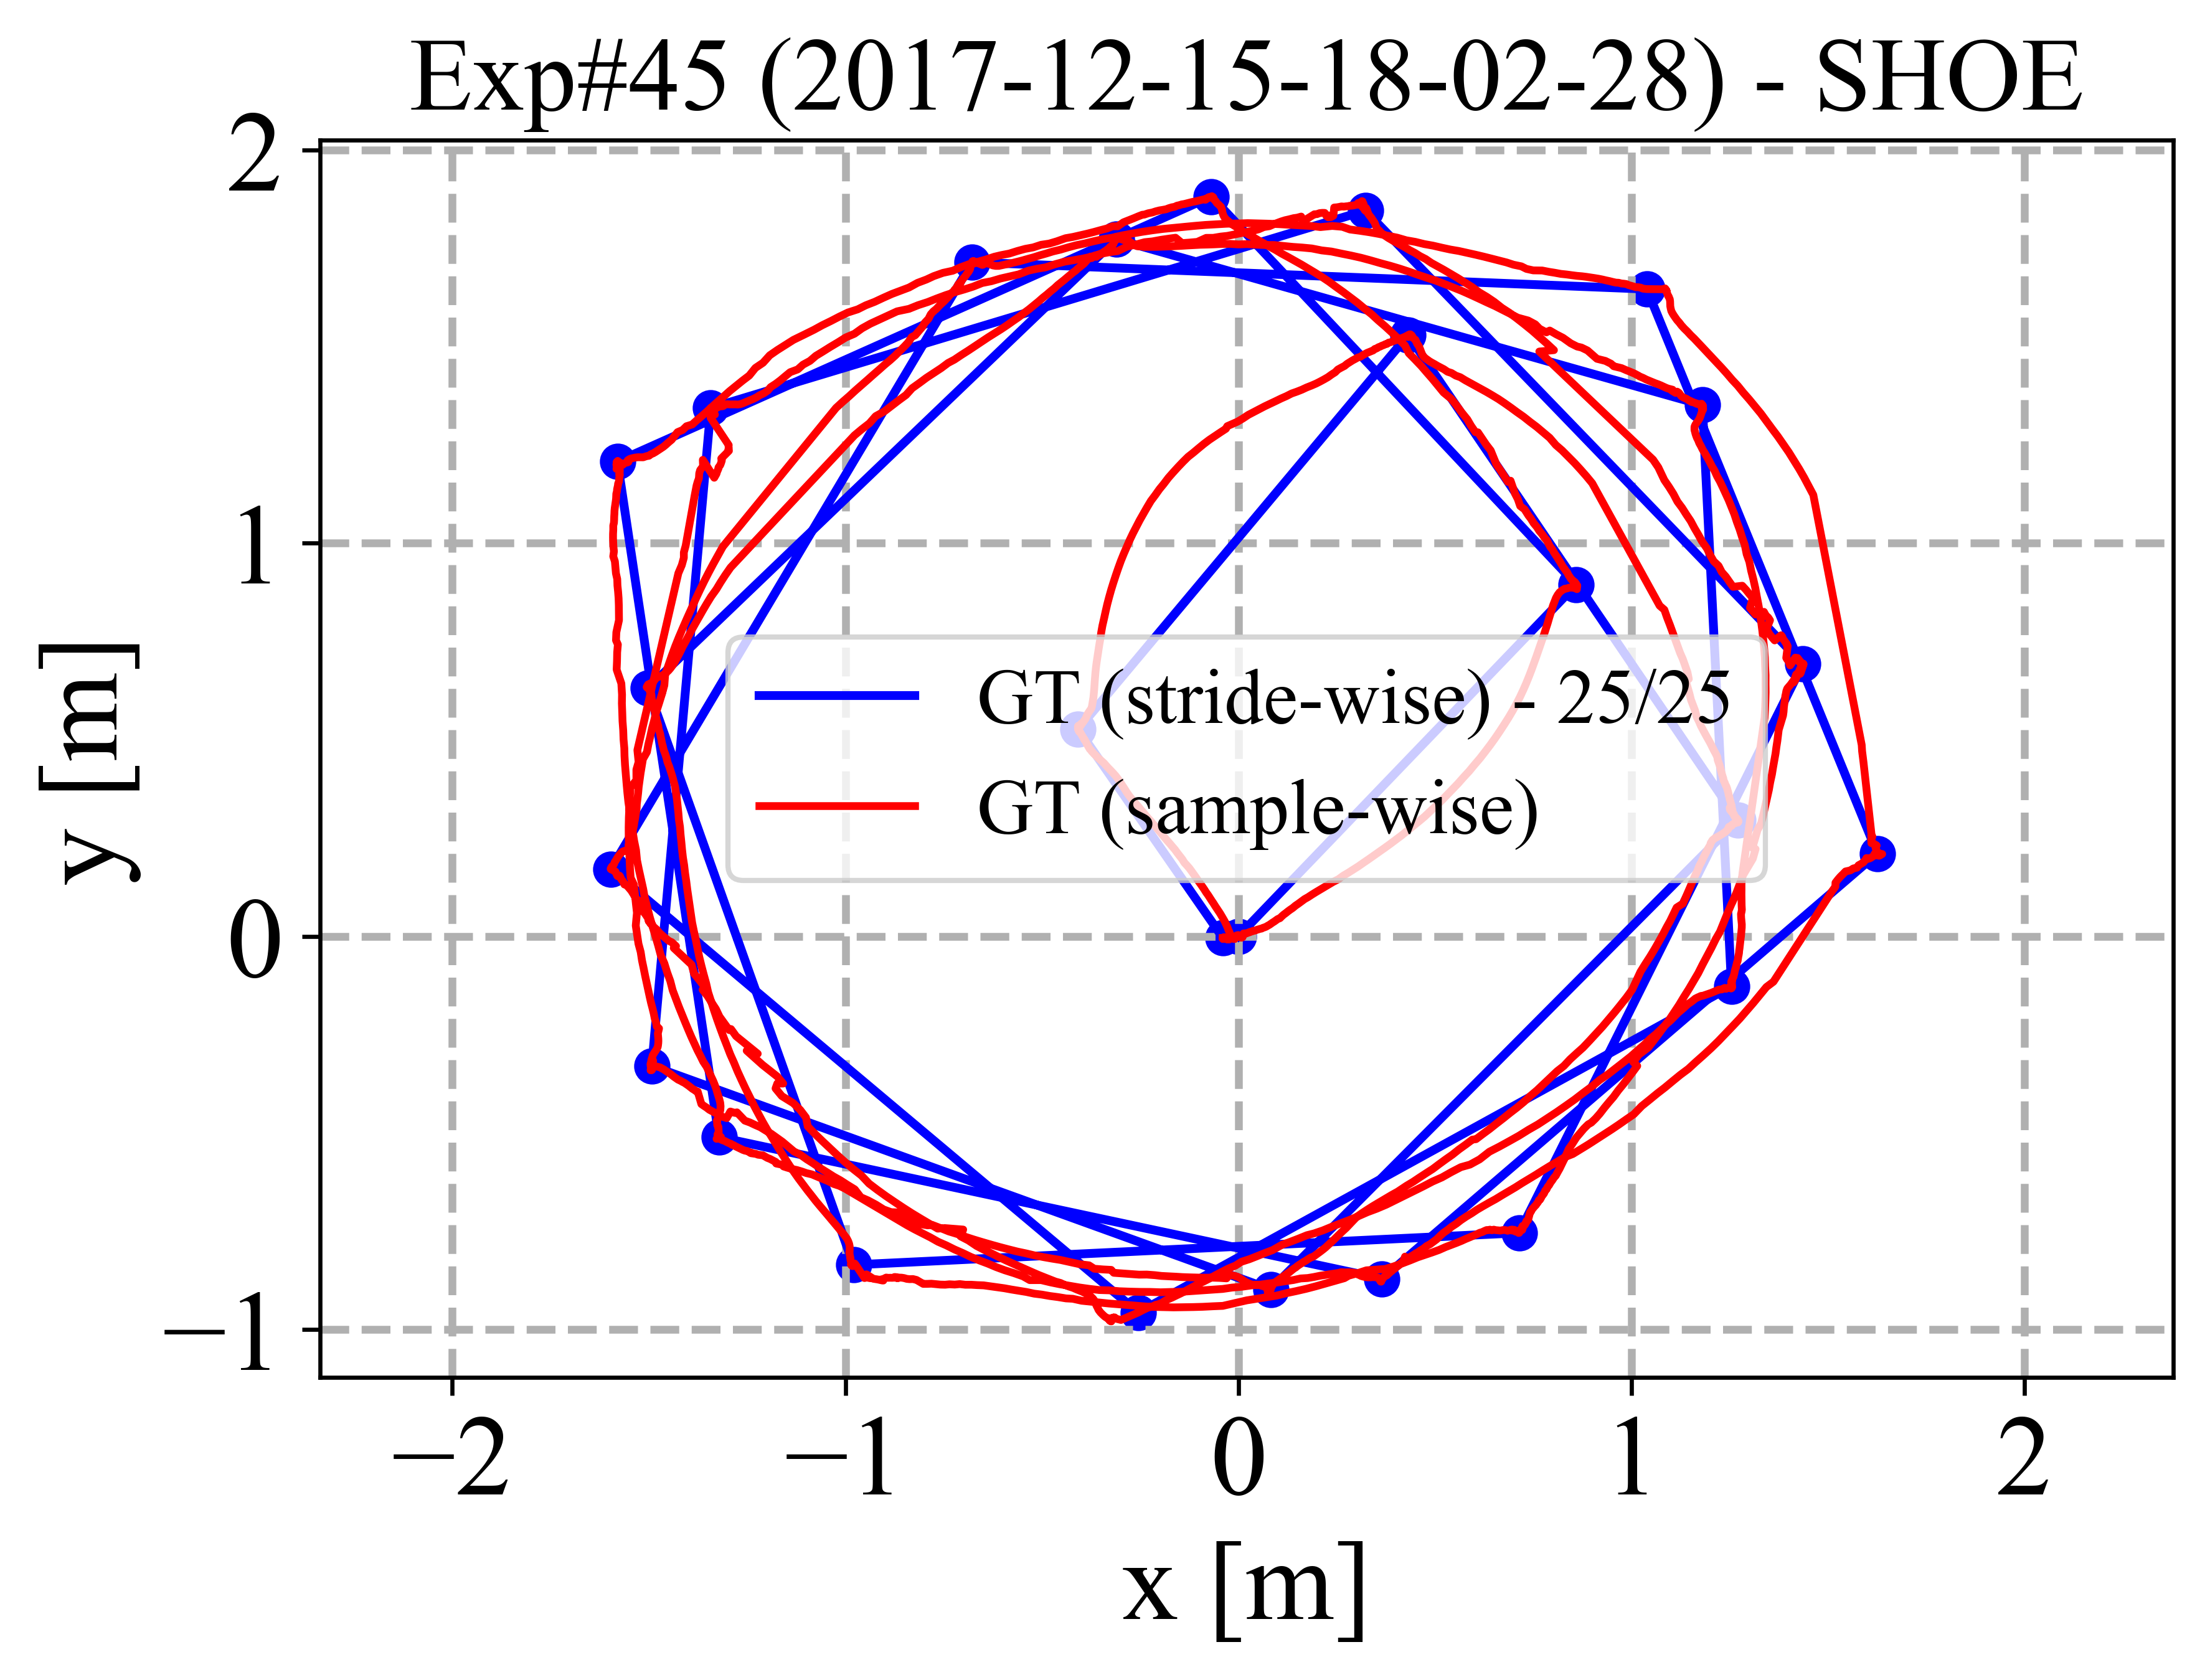 Exp#45 (2017-12-15-18-02-28) - SHOE
2
1
0
−1
y [m]
GT (stride-wise) - 25/25
GT (sample-wise)
−2 −1 0 1 2
x [m]